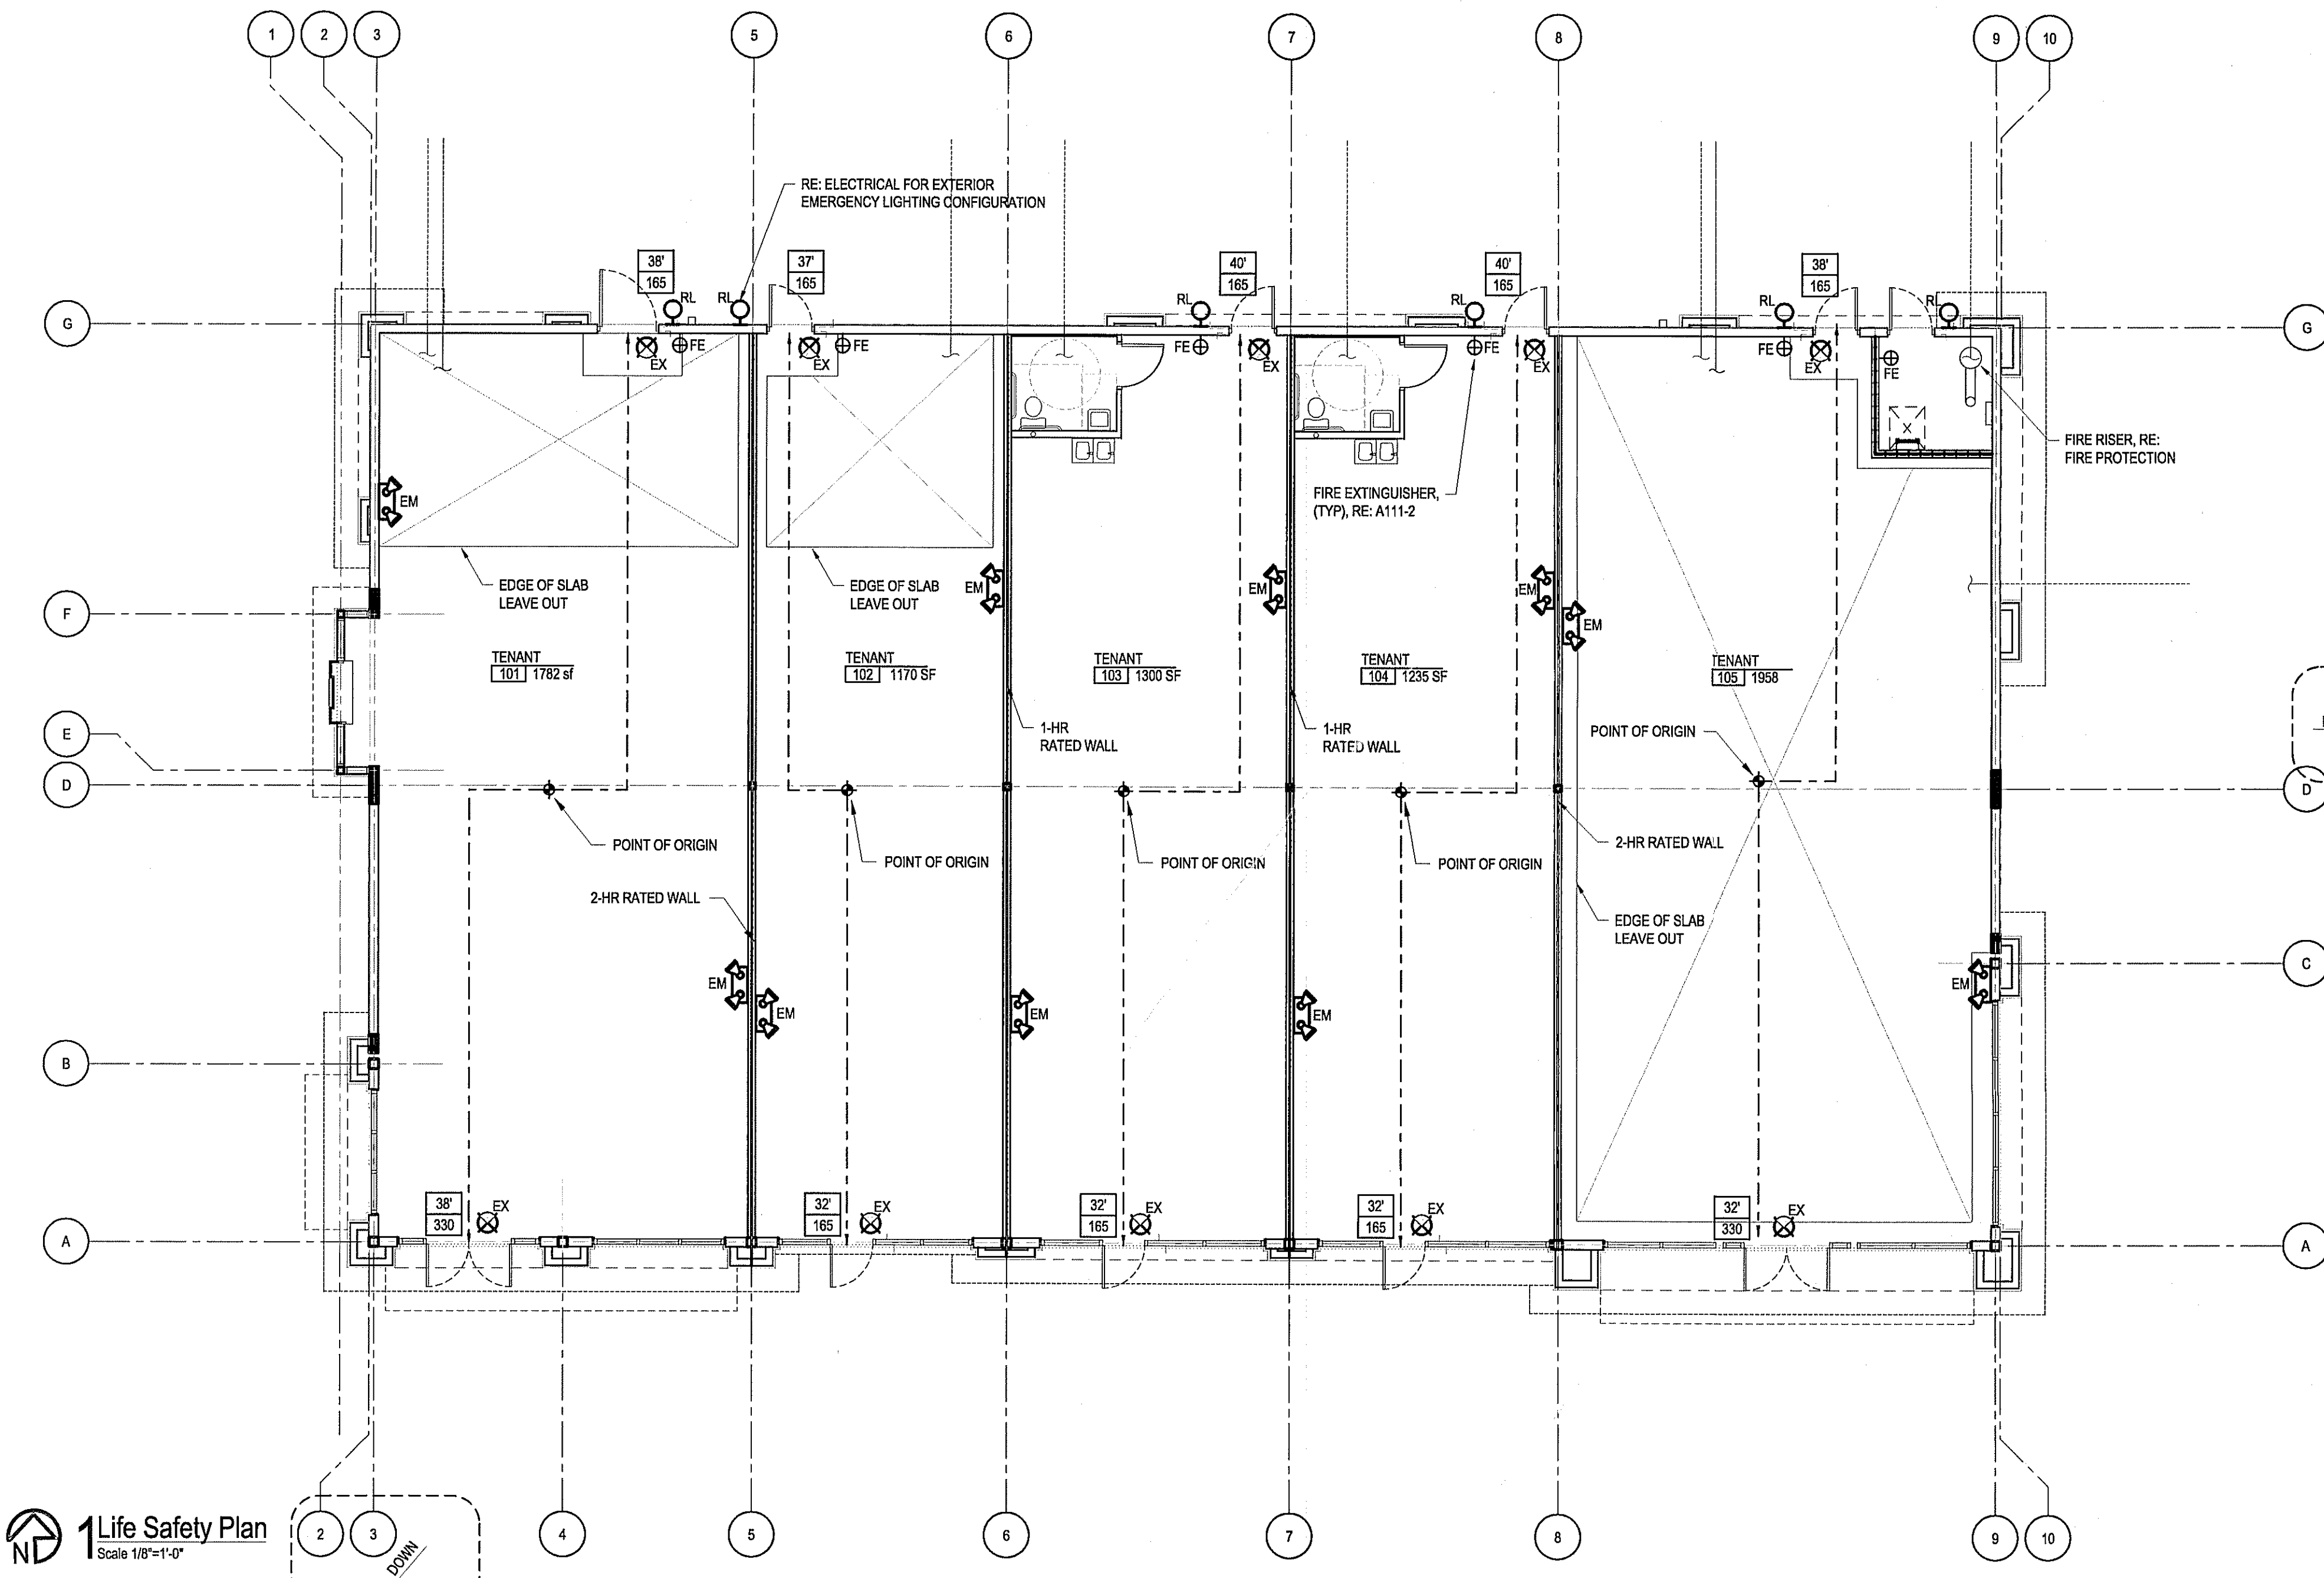 1
2
3
5
6
7
8
9
10
RE: ELECTRICAL FOR EXTERIOR
EMERGENCY LIGHTING CONFIGURATION
38'
165
37'
165
40'
165
40'
165
38'
165
RL
RL
RL
RL
RL
RL
G
G
EX
FE
EX
FE
FE
EX
FE
EX
FE
EX
FE
X
FIRE RISER, RE:
FIRE PROTECTION
EM
FIRE EXTINGUISHER,
(TYP), RE: A111-2
EDGE OF SLAB
LEAVE OUT
EDGE OF SLAB
LEAVE OUT
EM
EM
EM
EM
F
TENANT
101 1782 sf
TENANT
102 1170 SF
TENANT
103 1300 SF
TENANT
104 1235 SF
TENANT
105 1958
E
1-HR
RATED WALL
1-HR
RATED WALL
POINT OF ORIGIN
D
D
POINT OF ORIGIN
POINT OF ORIGIN
POINT OF ORIGIN
POINT OF ORIGIN
2-HR RATED WALL
2-HR RATED WALL
EDGE OF SLAB
LEAVE OUT
C
EM
EM
EM
EM
EM
B
38'
330
EX
32'
165
EX
32'
165
EX
32'
165
EX
32'
330
EX
A
A
N
1 Life Safety Plan
Scale 1/8"=1'-0"
2
3
4
5
6
7
8
9
10
DOWN